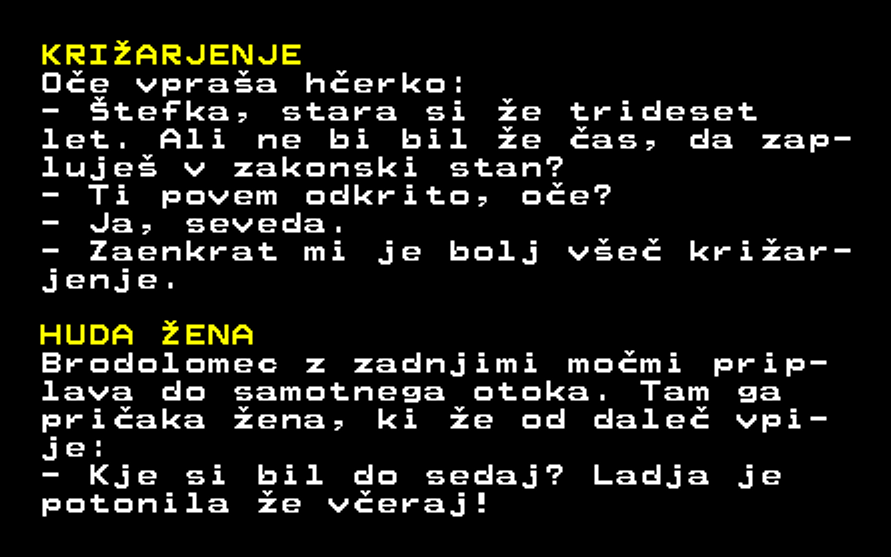 KRIŽARJENJE
Oče vpraša hčerko:
- Štefka, stara si že trideset
let. Ali ne bi bil že čas, da zap-
luješ v zakonski stan?
- Ti povem odkrito, oče?
- Ja, seveda.
- Zaenkrat mi je bolj všeč križar-
jenje.
HUDA ŽENA
Brodolomec z zadnjimi močmi prip-
lava do samotnega otoka. Tam ga
pričaka žena, ki že od daleč vpi-
je:
- Kje si bil do sedaj? Ladja je
potonila že včeraj!